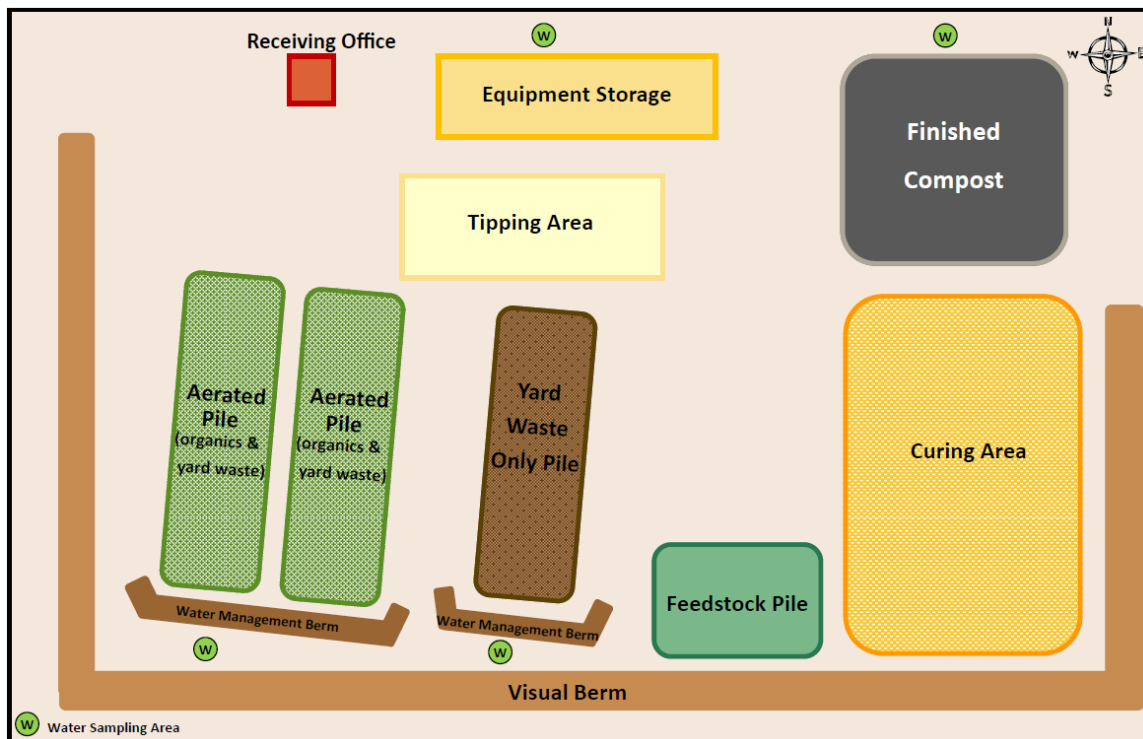 N
W
E
S
W
W
Receiving Office
Equipment Storage
Finished
Compost
Tipping Area
Aerated
Pile
(organics &
yard waste)
Aerated
Pile
(organics &
yard waste)
Yard
Waste
Only Pile
Curing Area
Feedstock Pile
Water Management Berm
Water Management Berm
W
W
Visual Berm
W Water Sampling Area